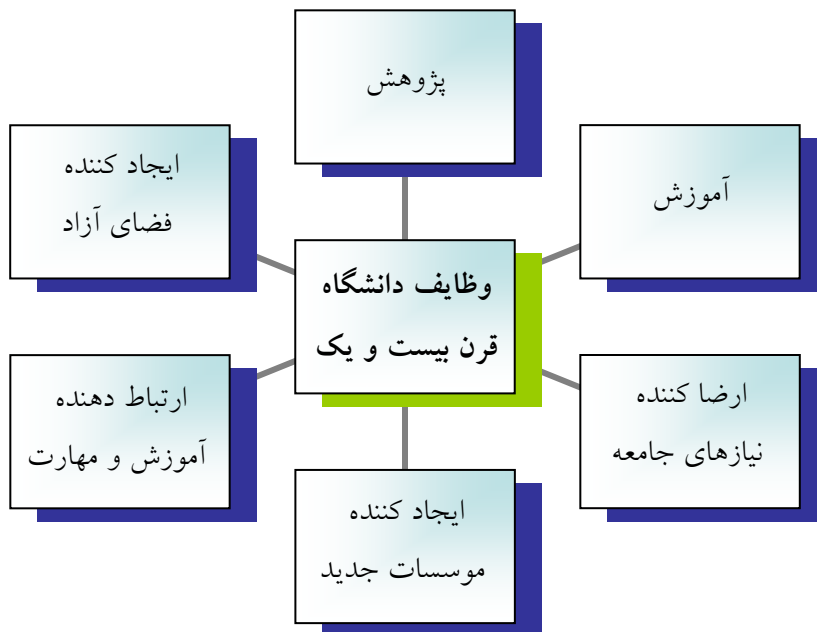 پژوهش
آموزش
ایجاد کننده
فضای آزاد
وظایف دانشگاه
قرن بیست و یک
ارضا کننده
نیازهای جامعه
ارتباط دهنده
آموزش و مهارت
ایجاد کننده
موسسات جدید